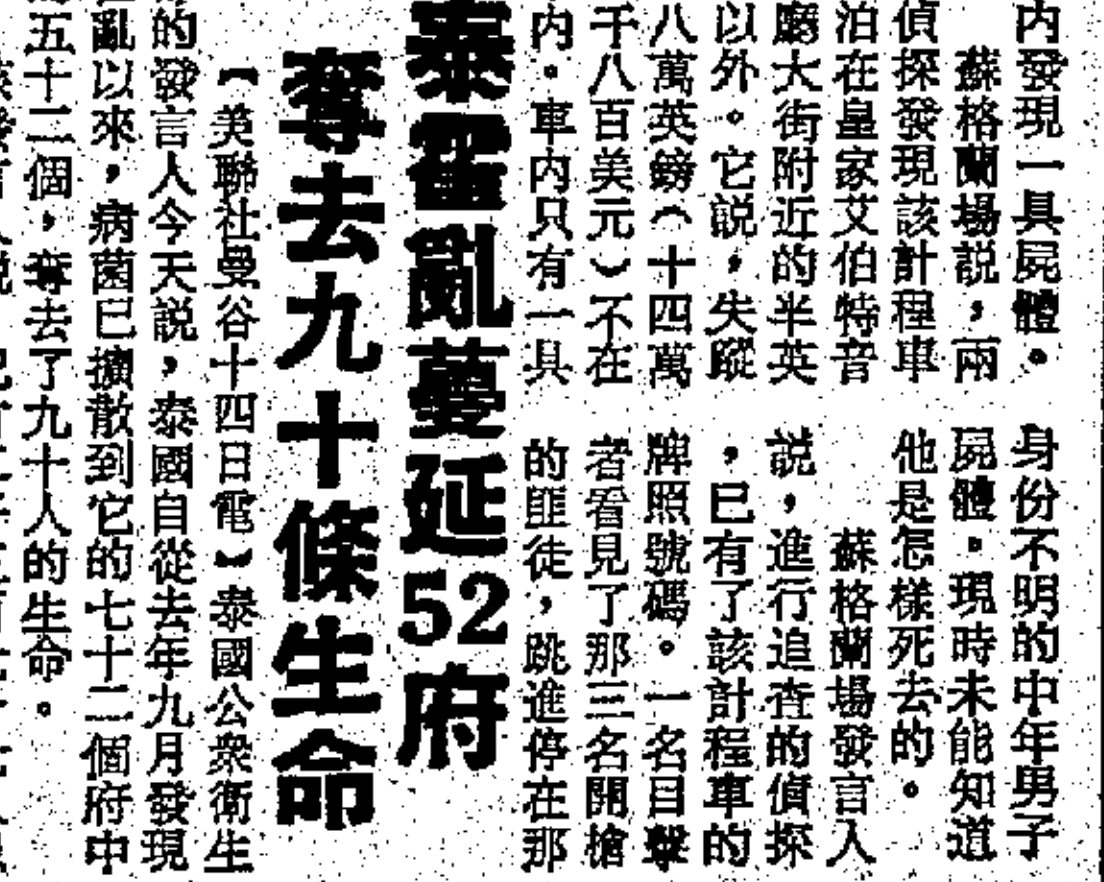 內發現一具屍體。
蘇格蘭場説，兩
偵探發現該計程車
泊在皇家艾伯特音
廳大街附近的半英
以外。它説，失蹤
八萬英鎊（十四萬
千八百美元）不在
內。車內只有一具
身份不明的中年男子
屍體。現時未能知道
他是怎樣死去的。
蘇格蘭場發言人
説，進行追查的偵探
，已有了該計程車的
牌照號碼。一名目擊
者看見了那三名開槍
的匪徒，跳進停在那
泰霍亂蔓延52府
奪去九十條生命
【美聯社曼谷十四日電】泰國公衆衞生
的發言人今天説，泰國自從去年九月發現
亂以來，病菌已擴散到它的七十二個府中
五十二個，奪去了九十人的生命。